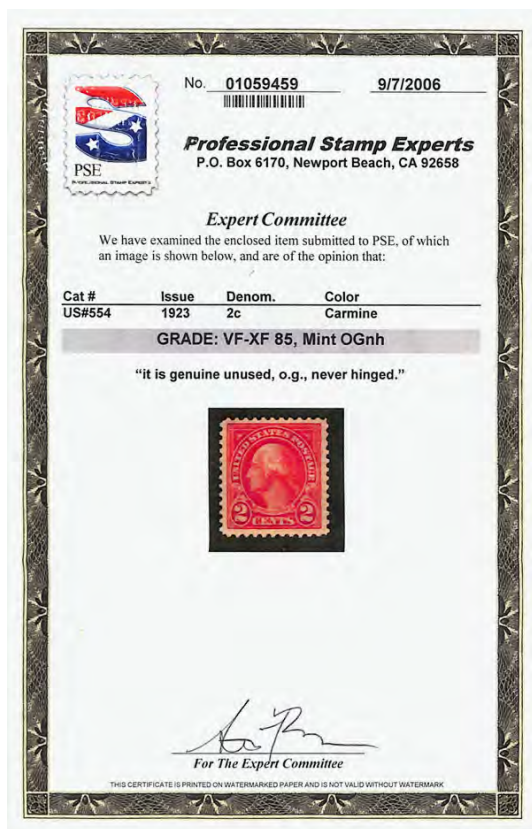 No. 01059459 9/7/2006
PSE
PROFESSIONAL STAMP EXPERTS
Professional Stamp Experts
P.O. Box 6170, Newport Beach, CA 92658
Expert Committee
We have examined the enclosed item submitted to PSE, of which
an image is shown below, and are of the opinion that:
Cat # Issue Denom. Color
US#554 1923 2c Carmine
GRADE: VF-XF 85, Mint OGnh
“it is genuine unused, o.g., never hinged.”
UNITED STATES POSTAGE
2 CENTS 2
For The Expert Committee
THIS CERTIFICATE IS PRINTED ON WATERMARKED PAPER AND IS NOT VALID WITHOUT WATERMARK